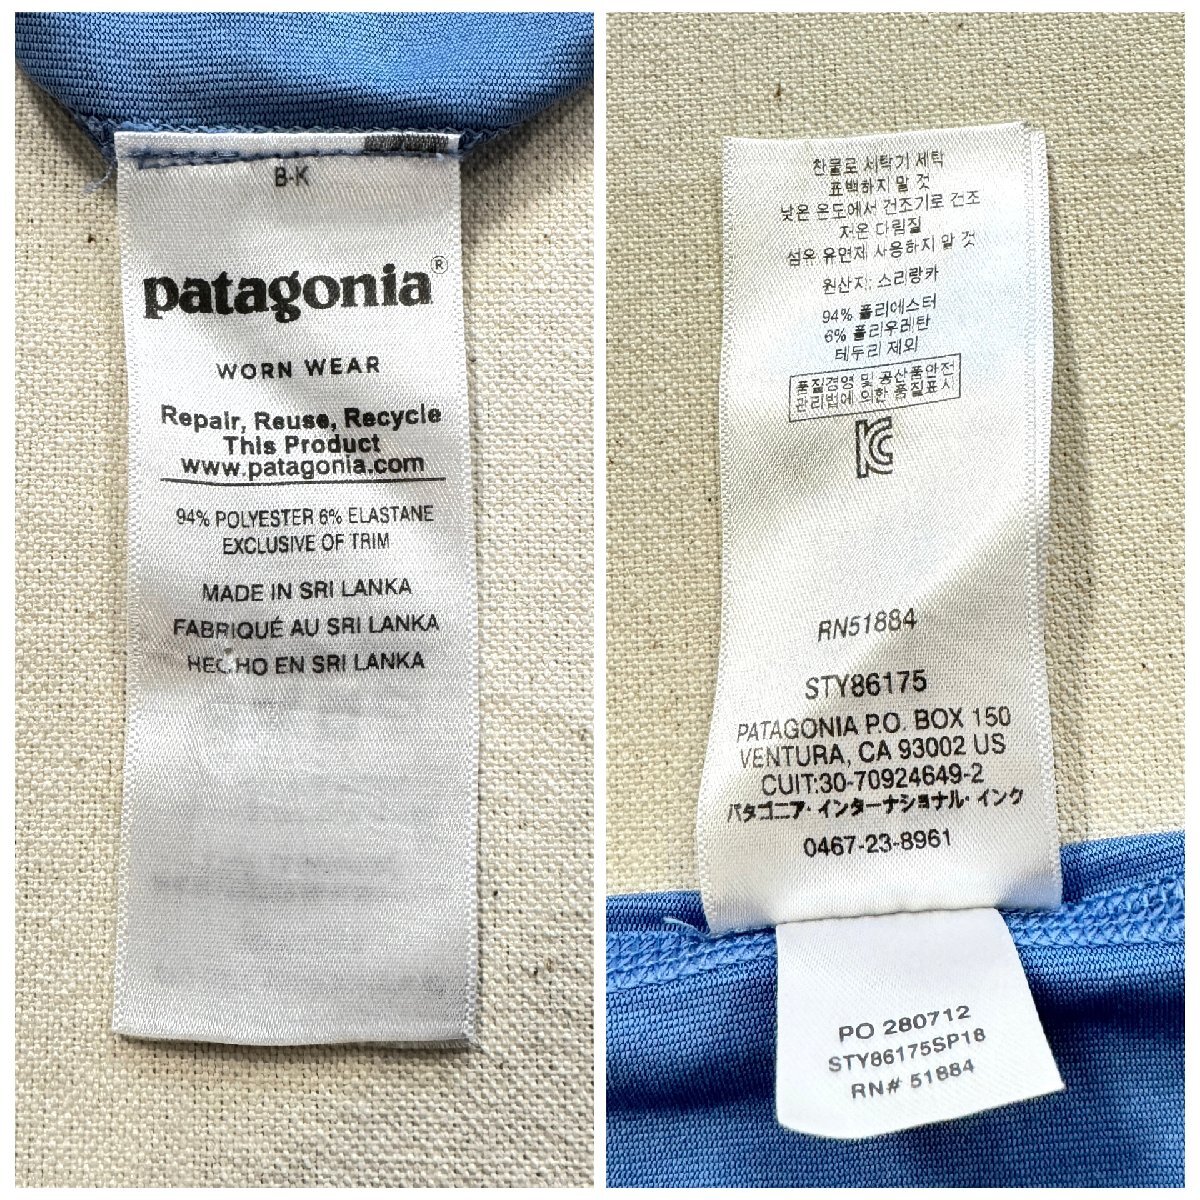 B-K
patagonia®
WORN WEAR
Repair, Reuse, Recycle
This Product
www.patagonia.com
94% POLYESTER 6% ELASTANE
EXCLUSIVE OF TRIM
MADE IN SRI LANKA
FABRIQUÉ AU SRI LANKA
HECHO EN SRI LANKA
찬물로 세탁기 세탁
표백하지 말 것
낮은 온도에서 건조기로 건조
저온 다림질
섬유 유연제 사용하지 말 것
원산지: 스리랑카
94% 폴리에스터
6% 폴리우레탄
테두리 제외
품질경영 및 공산품안전
관리법에 의한 품질표시
RN51884
STY86175
PATAGONIA P.O. BOX 150
VENTURA, CA 93002 US
CUIT:30-70924649-2
パタゴニア・インターナショナル・インク
0467-23-8961
PO 280712
STY86175SP18
RN# 51884